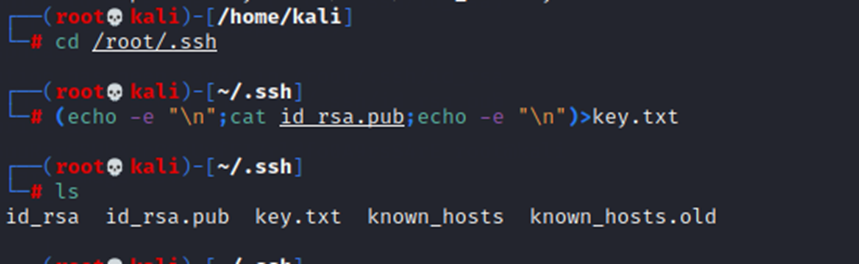 ┌──(root💀kali)-[/home/kali]
└─# cd /root/.ssh
┌──(root💀kali)-[~/.ssh]
└─# (echo -e "\n";cat id_rsa.pub;echo -e "\n")>key.txt
┌──(root💀kali)-[~/.ssh]
└─# ls
id_rsa  id_rsa.pub  key.txt  known_hosts  known_hosts.old